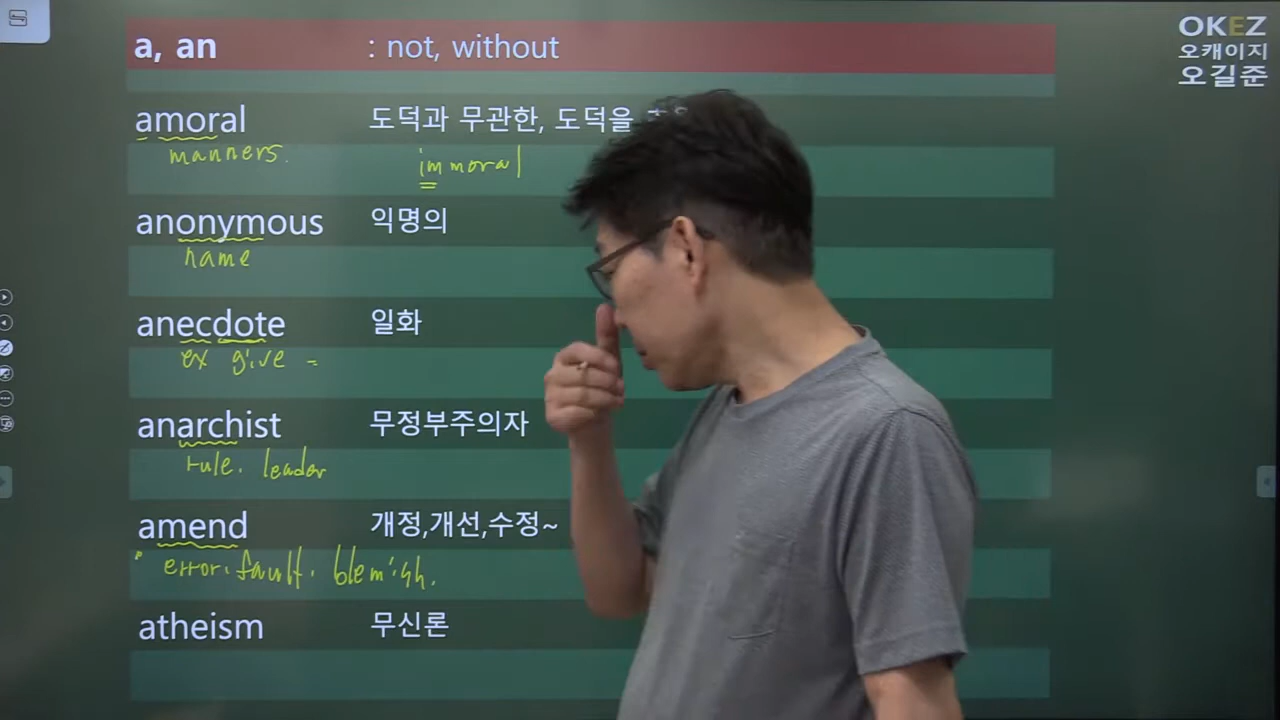 OKEZ
오캐이지
오길준
a, an : not, without
amoral 도덕과 무관한, 도덕을
manners. immoral
anonymous 익명의
name
anecdote 일화
ex give =
anarchist 무정부주의자
rule. leader
amend 개정,개선,수정~
error. fault. blemish.
atheism 무신론